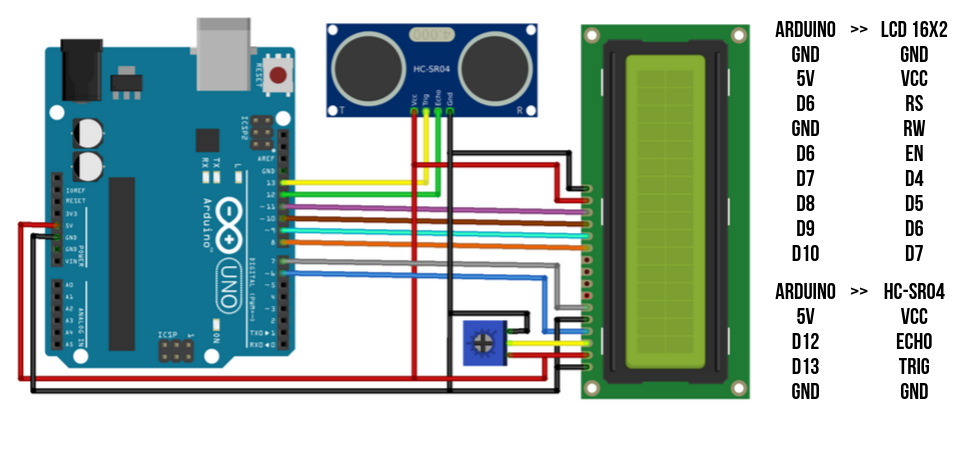 RESET
ICSP2
L
TX
RX
AREF
GND
13
12
~11
~10
~9
8
7
~6
~5
4
~3
2
TXD▸1
RXD◂0
DIGITAL (PWM=~)
Arduino™
UNO
ON
ICSP
1
IOREF
RESET
3V3
5V
GND
GND
VIN
POWER
A0
A1
A2
A3
A4
A5
ANALOG IN
HC-SR04
Vcc
Trig
Echo
Gnd
T
R
ARDUINO >> LCD 16X2
GND GND
5V VCC
D6 RS
GND RW
D6 EN
D7 D4
D8 D5
D9 D6
D10 D7
ARDUINO >> HC-SR04
5V VCC
D12 ECHO
D13 TRIG
GND GND